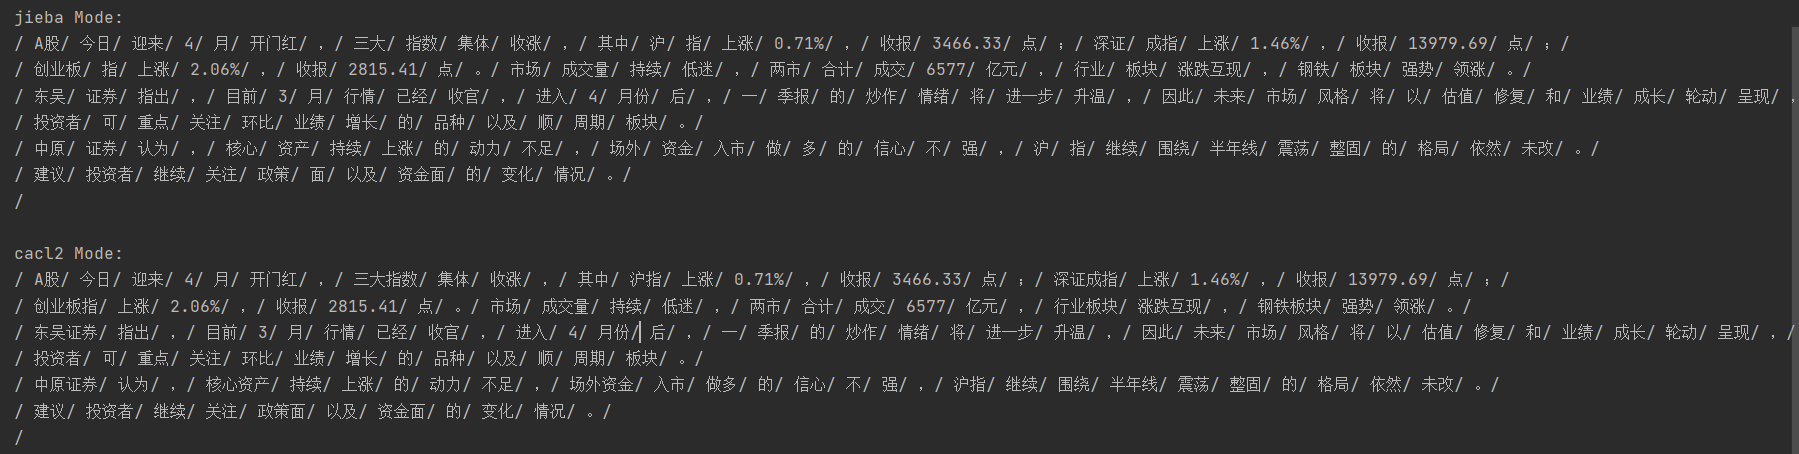 jieba Mode:
/ A股/ 今日/ 迎来/ 4/ 月/ 开门红/ ，/ 三大/ 指数/ 集体/ 收涨/ ，/ 其中/ 沪/ 指/ 上涨/ 0.71%/ ，/ 收报/ 3466.33/ 点/ ；/ 深证/ 成指/ 上涨/ 1.46%/ ，/ 收报/ 13979.69/ 点/ ；/
/ 创业板/ 指/ 上涨/ 2.06%/ ，/ 收报/ 2815.41/ 点/ 。/ 市场/ 成交量/ 持续/ 低迷/ ，/ 两市/ 合计/ 成交/ 6577/ 亿元/ ，/ 行业/ 板块/ 涨跌互现/ ，/ 钢铁/ 板块/ 强势/ 领涨/ 。/
/ 东吴/ 证券/ 指出/ ，/ 目前/ 3/ 月/ 行情/ 已经/ 收官/ ，/ 进入/ 4/ 月份/ 后/ ，/ 一/ 季报/ 的/ 炒作/ 情绪/ 将/ 进一步/ 升温/ ，/ 因此/ 未来/ 市场/ 风格/ 将/ 以/ 估值/ 修复/ 和/ 业绩/ 成长/ 轮动/ 呈现/ ，
/ 投资者/ 可/ 重点/ 关注/ 环比/ 业绩/ 增长/ 的/ 品种/ 以及/ 顺/ 周期/ 板块/ 。/
/ 中原/ 证券/ 认为/ ，/ 核心/ 资产/ 持续/ 上涨/ 的/ 动力/ 不足/ ，/ 场外/ 资金/ 入市/ 做/ 多/ 的/ 信心/ 不/ 强/ ，/ 沪/ 指/ 继续/ 围绕/ 半年线/ 震荡/ 整固/ 的/ 格局/ 依然/ 未改/ 。/
/ 建议/ 投资者/ 继续/ 关注/ 政策/ 面/ 以及/ 资金面/ 的/ 变化/ 情况/ 。/
/
cacl2 Mode:
/ A股/ 今日/ 迎来/ 4/ 月/ 开门红/ ，/ 三大指数/ 集体/ 收涨/ ，/ 其中/ 沪指/ 上涨/ 0.71%/ ，/ 收报/ 3466.33/ 点/ ；/ 深证成指/ 上涨/ 1.46%/ ，/ 收报/ 13979.69/ 点/ ；/
/ 创业板指/ 上涨/ 2.06%/ ，/ 收报/ 2815.41/ 点/ 。/ 市场/ 成交量/ 持续/ 低迷/ ，/ 两市/ 合计/ 成交/ 6577/ 亿元/ ，/ 行业板块/ 涨跌互现/ ，/ 钢铁板块/ 强势/ 领涨/ 。/
/ 东吴证券/ 指出/ ，/ 目前/ 3/ 月/ 行情/ 已经/ 收官/ ，/ 进入/ 4/ 月份/ 后/ ，/ 一/ 季报/ 的/ 炒作/ 情绪/ 将/ 进一步/ 升温/ ，/ 因此/ 未来/ 市场/ 风格/ 将/ 以/ 估值/ 修复/ 和/ 业绩/ 成长/ 轮动/ 呈现/ ，/
/ 投资者/ 可/ 重点/ 关注/ 环比/ 业绩/ 增长/ 的/ 品种/ 以及/ 顺/ 周期/ 板块/ 。/
/ 中原证券/ 认为/ ，/ 核心资产/ 持续/ 上涨/ 的/ 动力/ 不足/ ，/ 场外资金/ 入市/ 做多/ 的/ 信心/ 不/ 强/ ，/ 沪指/ 继续/ 围绕/ 半年线/ 震荡/ 整固/ 的/ 格局/ 依然/ 未改/ 。/
/ 建议/ 投资者/ 继续/ 关注/ 政策面/ 以及/ 资金面/ 的/ 变化/ 情况/ 。/
/